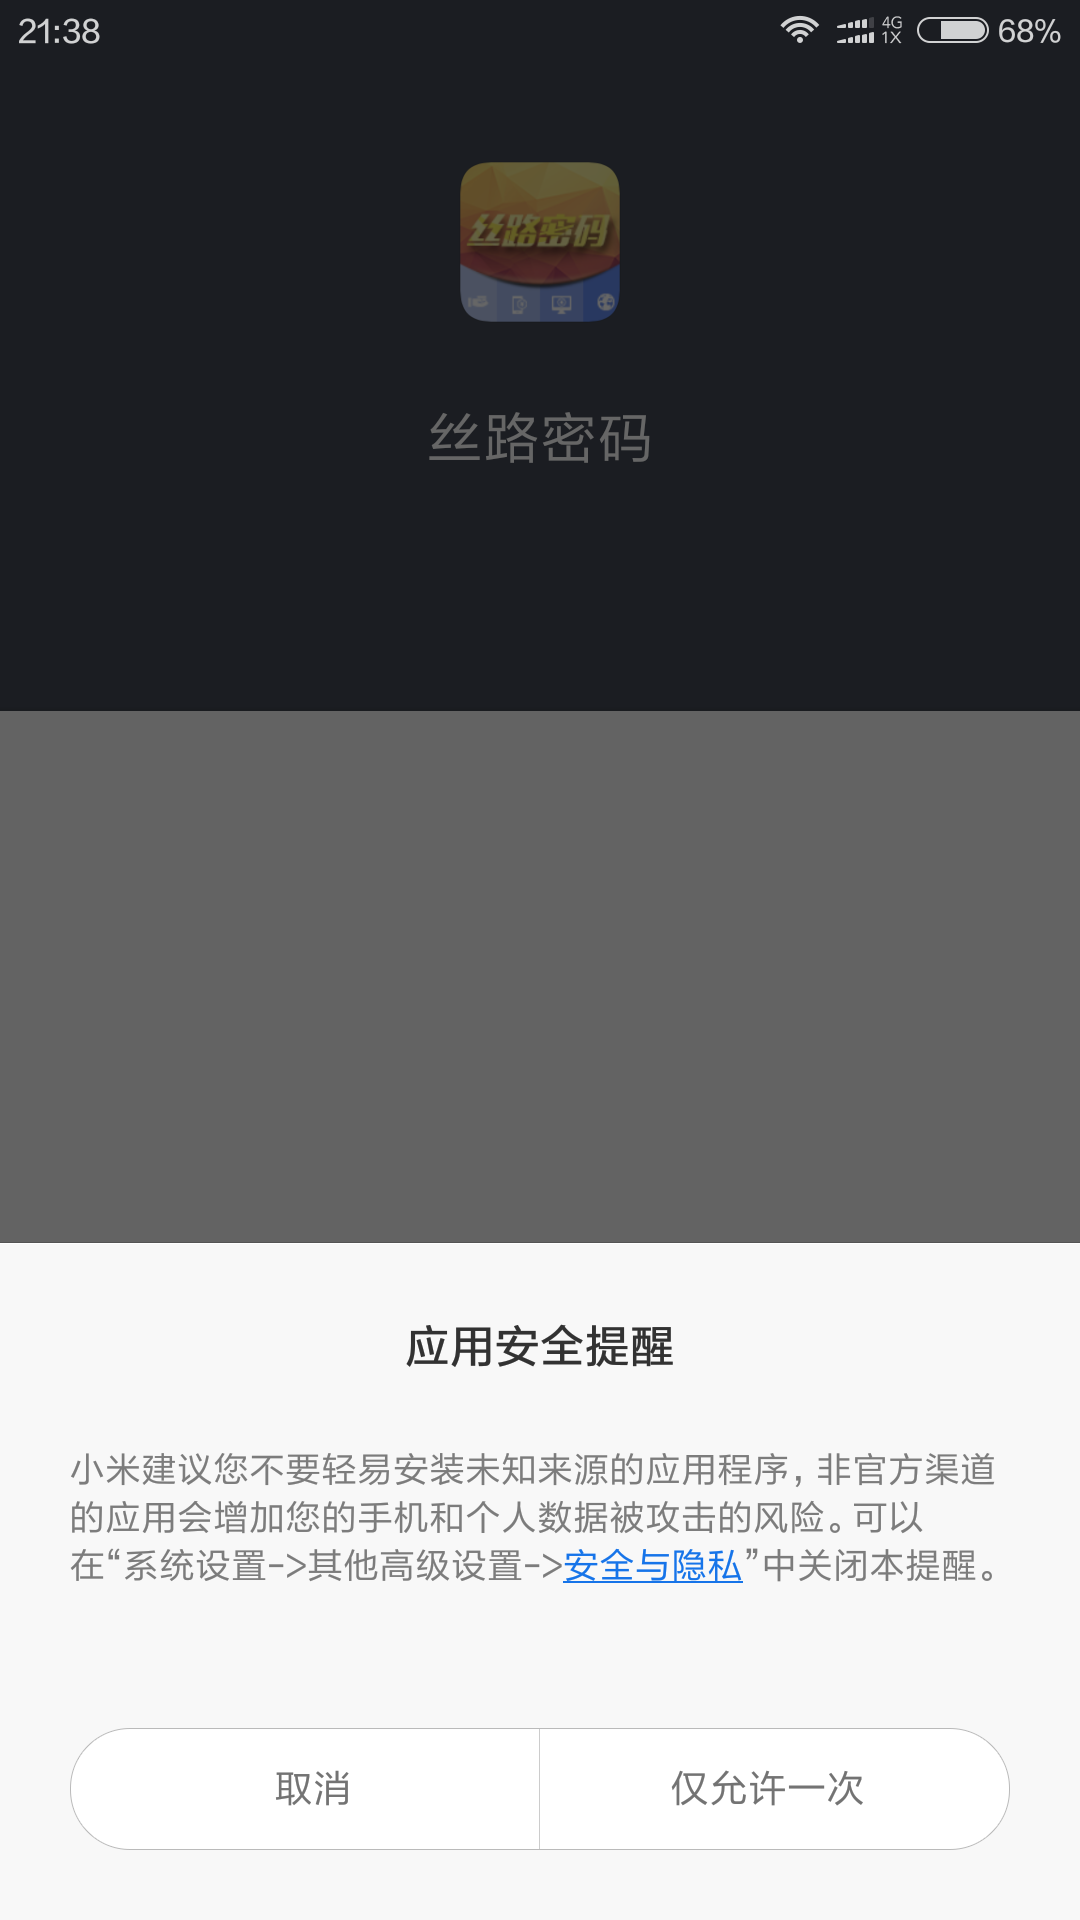 21:38
4G
1X
68%
丝路密码
丝路密码
应用安全提醒
小米建议您不要轻易安装未知来源的应用程序，非官方渠道
的应用会增加您的手机和个人数据被攻击的风险。可以
在“系统设置->其他高级设置->安全与隐私”中关闭本提醒。
取消
仅允许一次